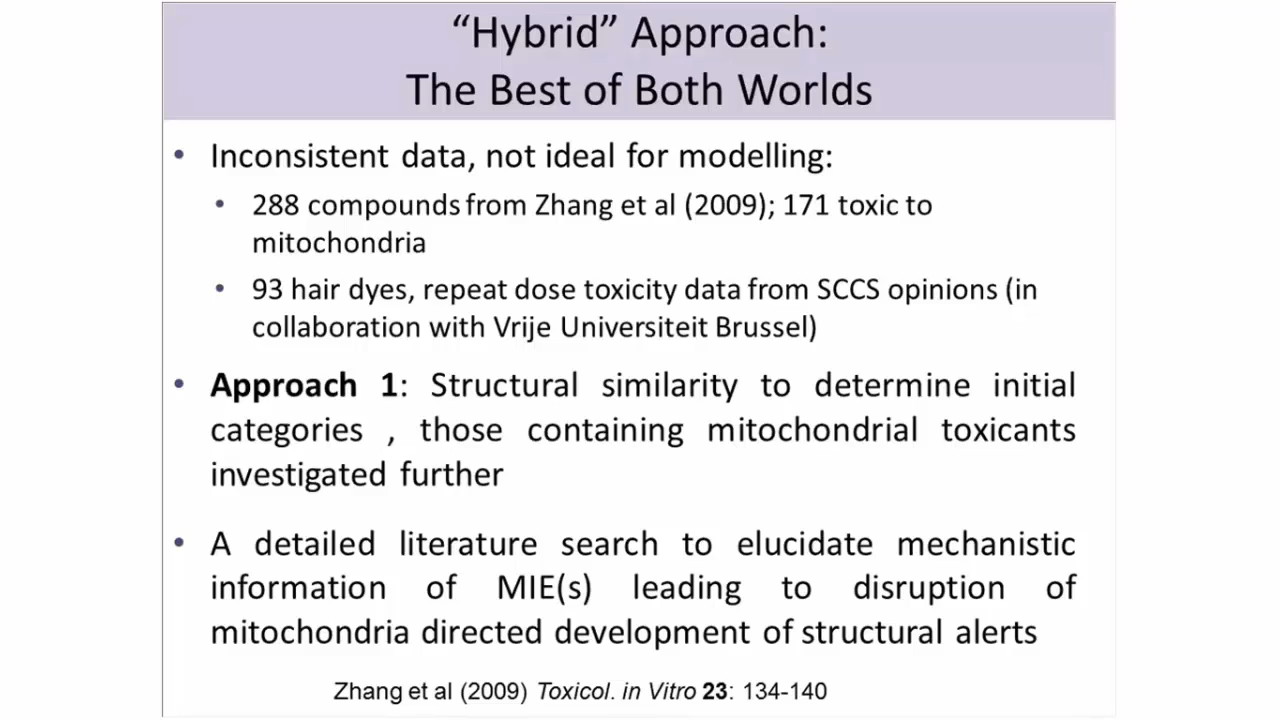 “Hybrid” Approach:
The Best of Both Worlds
• Inconsistent data, not ideal for modelling:
• 288 compounds from Zhang et al (2009); 171 toxic to
mitochondria
• 93 hair dyes, repeat dose toxicity data from SCCS opinions (in
collaboration with Vrije Universiteit Brussel)
• Approach 1: Structural similarity to determine initial
categories , those containing mitochondrial toxicants
investigated further
• A detailed literature search to elucidate mechanistic
information of MIE(s) leading to disruption of
mitochondria directed development of structural alerts
Zhang et al (2009) Toxicol. in Vitro 23: 134-140